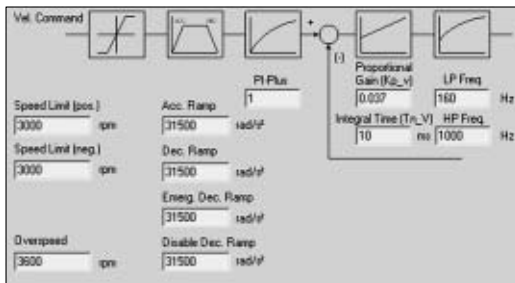 Vel. Command
ACC. DEC.
+
[-]
PI-Plus
1
Proportional
Gain (Kp_v)
0.037
LP Freq.
160 Hz
Integral Time (Tn_V)
10 ms
HP Freq.
1000 Hz
Speed Limit (pos.)
3000 rpm
Speed Limit (neg.)
3000 rpm
Overspeed
3600 rpm
Acc. Ramp
31500 rad/s²
Dec. Ramp
31500 rad/s²
Emerg. Dec. Ramp
31500 rad/s²
Disable Dec. Ramp
31500 rad/s²